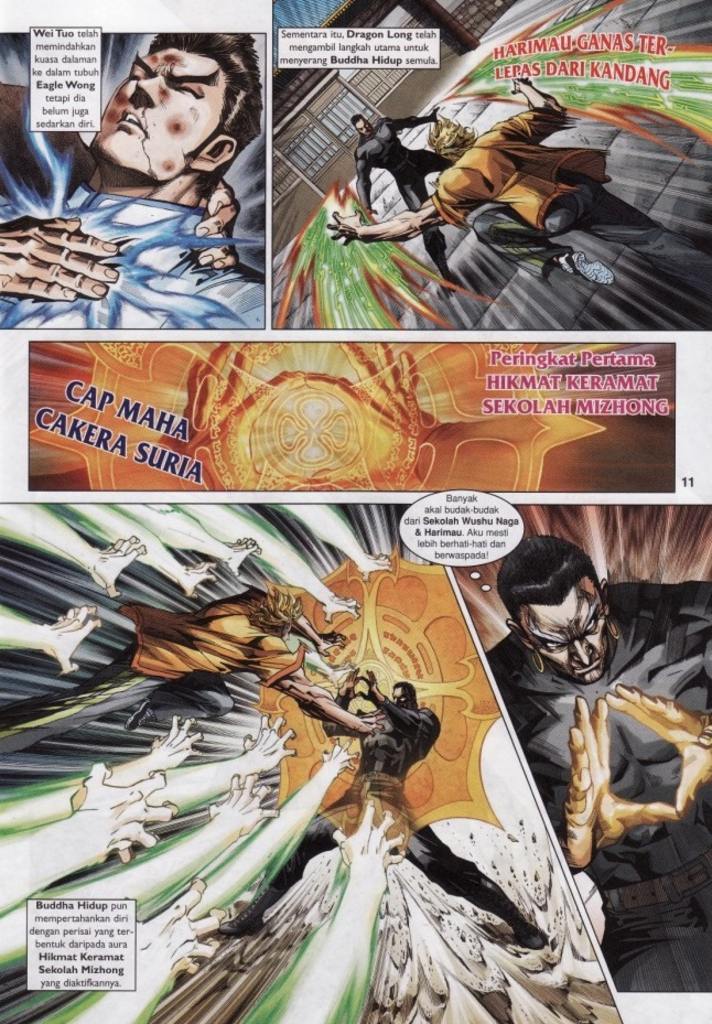 Wei Tuo telah
memindahkan
kuasa dalaman
ke dalam tubuh
Eagle Wong
tetapi dia
belum juga
sedarkan diri.
Sementara itu, Dragon Long telah
mengambil langkah utama untuk
menyerang Buddha Hidup semula.
HARIMAU GANAS TER-
LEPAS DARI KANDANG
CAP MAHA
CAKERA SURIA
Peringkat Pertama
HIKMAT KERAMAT
SEKOLAH MIZHONG
11
Banyak
akal budak-budak
dari Sekolah Wushu Naga
& Harimau. Aku mesti
lebih berhati-hati dan
berwaspada!
Buddha Hidup pun
mempertahankan diri
dengan perisai yang ter-
bentuk daripada aura
Hikmat Keramat
Sekolah Mizhong
yang diaktifkannya.